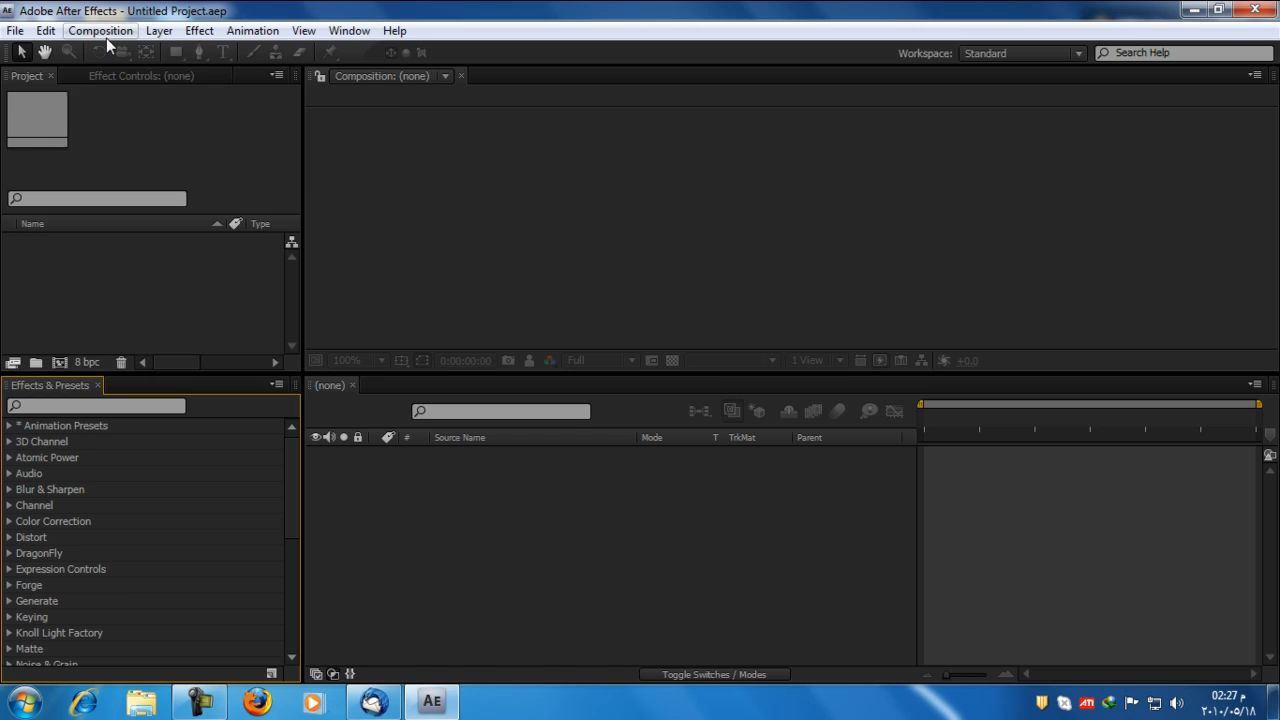 Adobe After Effects - Untitled Project.aep
File Edit Composition Layer Effect Animation View Window Help
Workspace: Standard Search Help
Project Effect Controls: (none) Composition: (none)
Name Type
8 bpc 100% 0:00:00:00 Full 1 View +0.0
Effects & Presets (none)
# Source Name Mode T TrkMat Parent
* Animation Presets
3D Channel
Atomic Power
Audio
Blur & Sharpen
Channel
Color Correction
Distort
DragonFly
Expression Controls
Forge
Generate
Keying
Knoll Light Factory
Matte
Noise & Grain
Toggle Switches / Modes
Ae ATI 02:27 م
٢٠١٠/٠٥/١٨